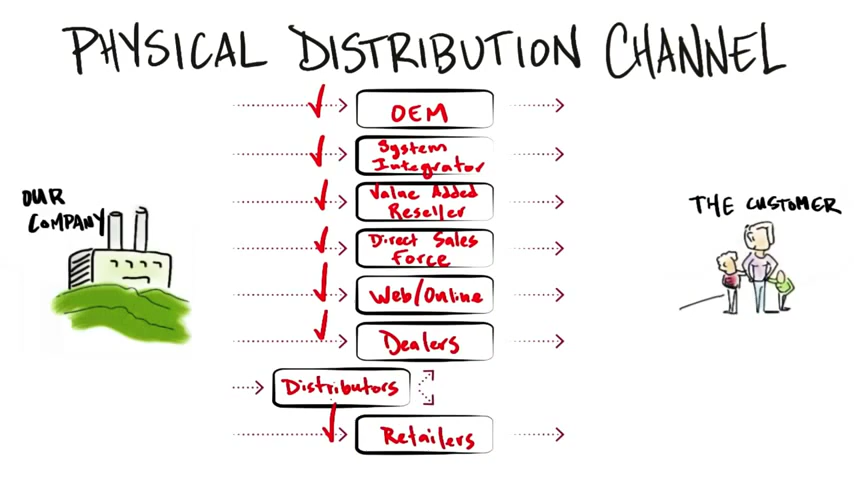 PHYSICAL DISTRIBUTION CHANNEL
OEM
System
Integrator
Value Added
Reseller
OUR
COMPANY
THE CUSTOMER
Direct Sales
Force
Web/Online
Dealers
Distributors
Retailers